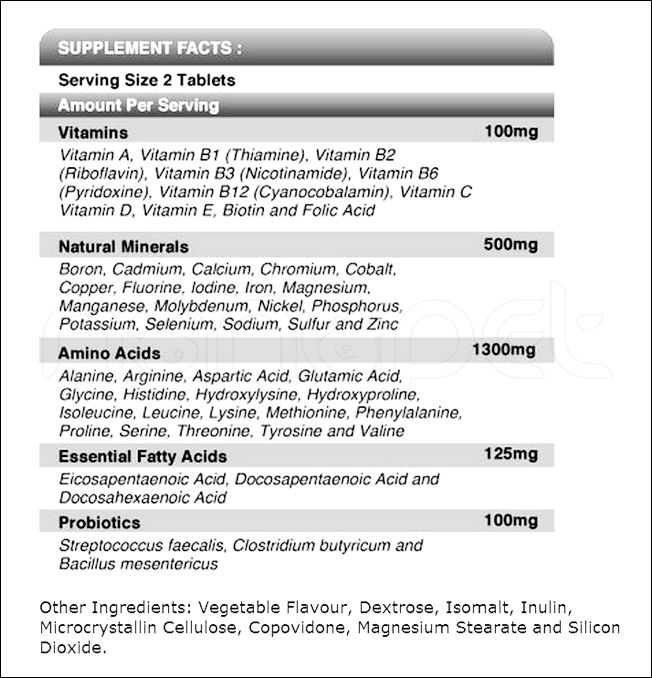 SUPPLEMENT FACTS :
Serving Size 2 Tablets
Amount Per Serving
Vitamins 100mg
Vitamin A, Vitamin B1 (Thiamine), Vitamin B2
(Riboflavin), Vitamin B3 (Nicotinamide), Vitamin B6
(Pyridoxine), Vitamin B12 (Cyanocobalamin), Vitamin C
Vitamin D, Vitamin E, Biotin and Folic Acid
Natural Minerals 500mg
Boron, Cadmium, Calcium, Chromium, Cobalt,
Copper, Fluorine, Iodine, Iron, Magnesium,
Manganese, Molybdenum, Nickel, Phosphorus,
Potassium, Selenium, Sodium, Sulfur and Zinc
Amino Acids 1300mg
Alanine, Arginine, Aspartic Acid, Glutamic Acid,
Glycine, Histidine, Hydroxylysine, Hydroxyproline,
Isoleucine, Leucine, Lysine, Methionine, Phenylalanine,
Proline, Serine, Threonine, Tyrosine and Valine
Essential Fatty Acids 125mg
Eicosapentaenoic Acid, Docosapentaenoic Acid and
Docosahexaenoic Acid
Probiotics 100mg
Streptococcus faecalis, Clostridium butyricum and
Bacillus mesentericus
Other Ingredients: Vegetable Flavour, Dextrose, Isomalt, Inulin,
Microcrystallin Cellulose, Copovidone, Magnesium Stearate and Silicon
Dioxide.